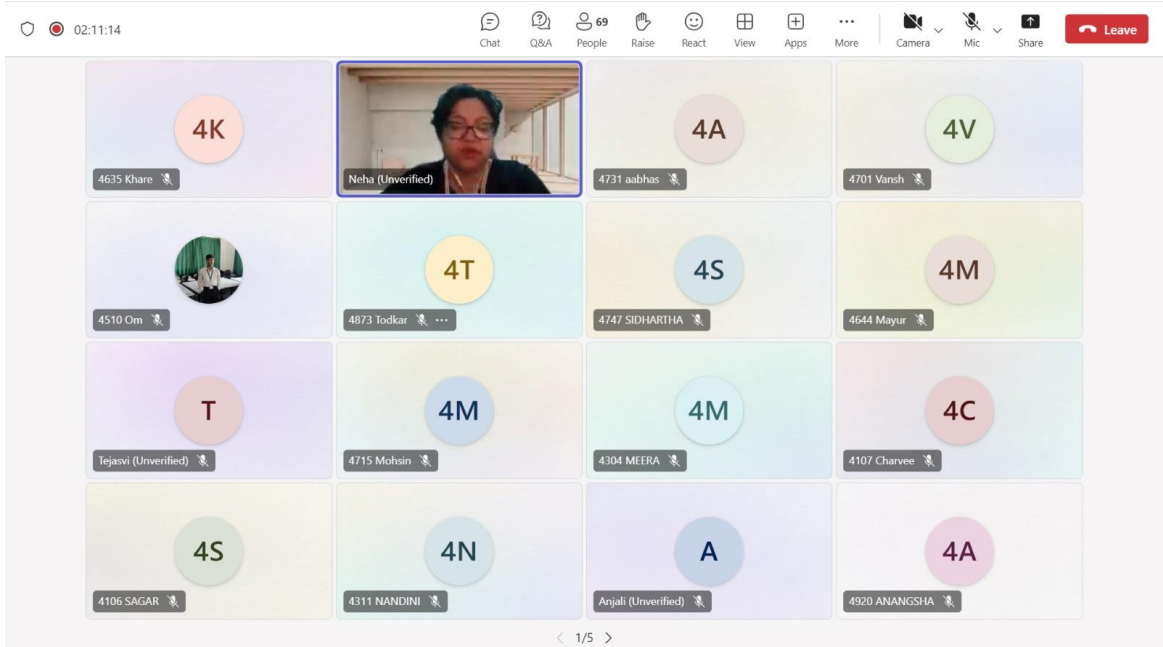 02:11:14
69
Chat Q&A People Raise React View Apps More Camera Mic Share Leave
4K 4A 4V
4635 Khare Neha (Unverified) 4731 aabhas 4701 Vansh
4T 4S 4M
4510 Om 4873 Todkar ... 4747 SIDHARTHA 4644 Mayur
T 4M 4M 4C
Tejasvi (Unverified) 4715 Mohsin 4304 MEERA 4107 Charvee
4S 4N A 4A
4106 SAGAR 4311 NANDINI Anjali (Unverified) 4920 ANANGSHA
< 1/5 >